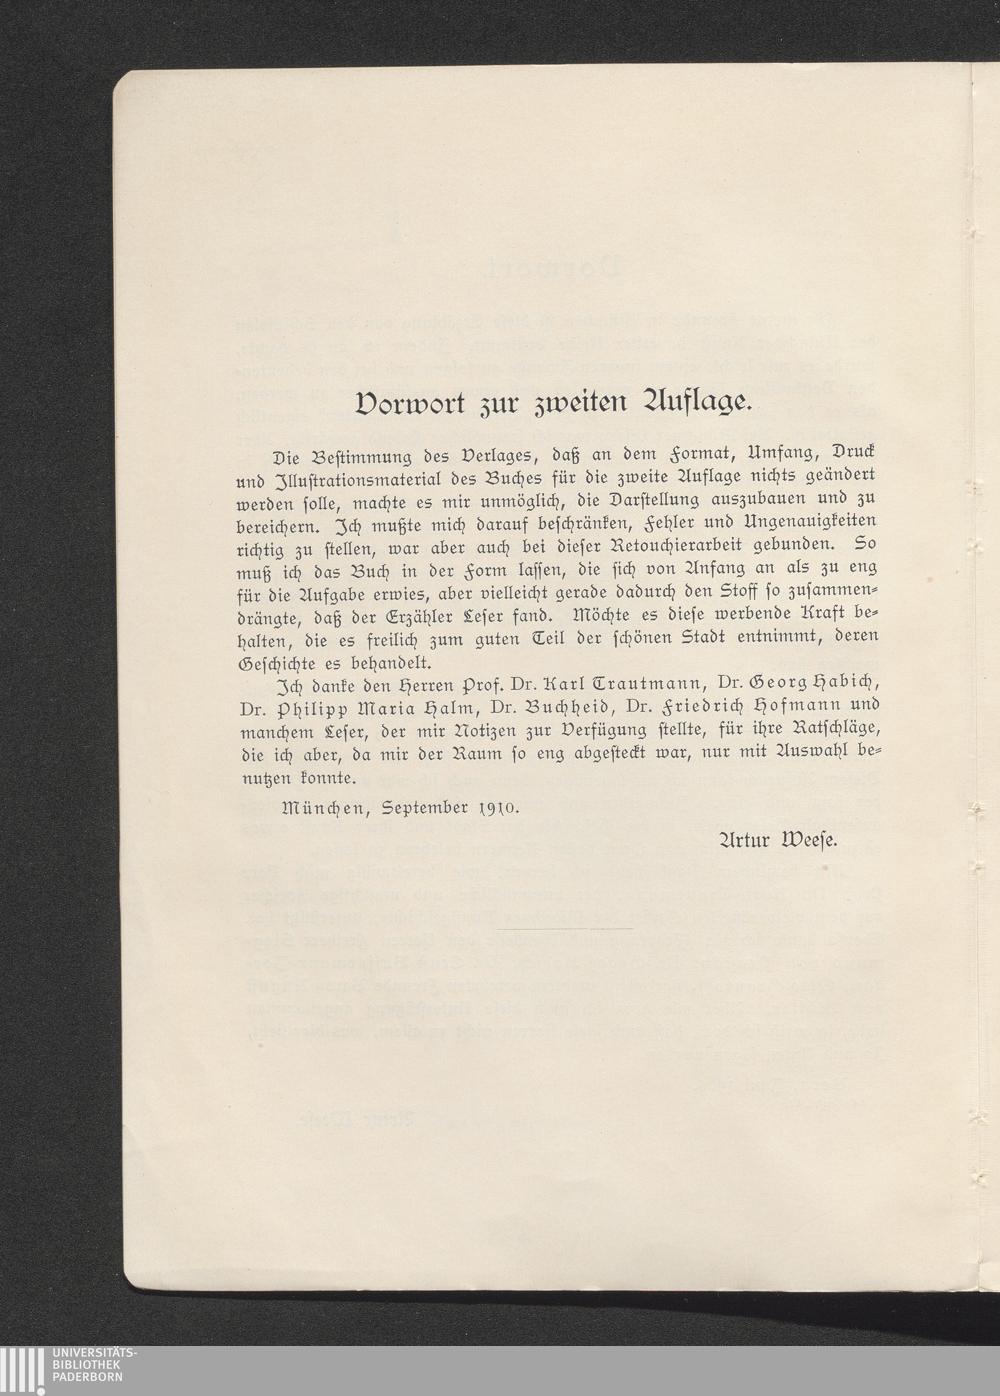 Vorwort zur zweiten Auflage.
Die Bestimmung des Verlages, daß an dem Format, Umfang, Druck
und Illustrationsmaterial des Buches für die zweite Auflage nichts geändert
werden solle, machte es mir unmöglich, die Darstellung auszubauen und zu
bereichern. Ich mußte mich darauf beschränken, Fehler und Ungenauigkeiten
richtig zu stellen, war aber auch bei dieser Retouchierarbeit gebunden. So
muß ich das Buch in der Form lassen, die sich von Anfang an als zu eng
für die Aufgabe erwies, aber vielleicht gerade dadurch den Stoff so zusammen-
drängte, daß der Erzähler Leser fand. Möchte es diese werbende Kraft be-
halten, die es freilich zum guten Teil der schönen Stadt entnimmt, deren
Geschichte es behandelt.
Ich danke den Herren Prof. Dr. Karl Trautmann, Dr. Georg Habich,
Dr. Philipp Maria Halm, Dr. Buchheid, Dr. Friedrich Hofmann und
manchem Leser, der mir Notizen zur Verfügung stellte, für ihre Ratschläge,
die ich aber, da mir der Raum so eng abgesteckt war, nur mit Auswahl be-
nutzen konnte.
München, September 1910.
Artur Weese.
UNIVERSITÄTS-
BIBLIOTHEK
PADERBORN